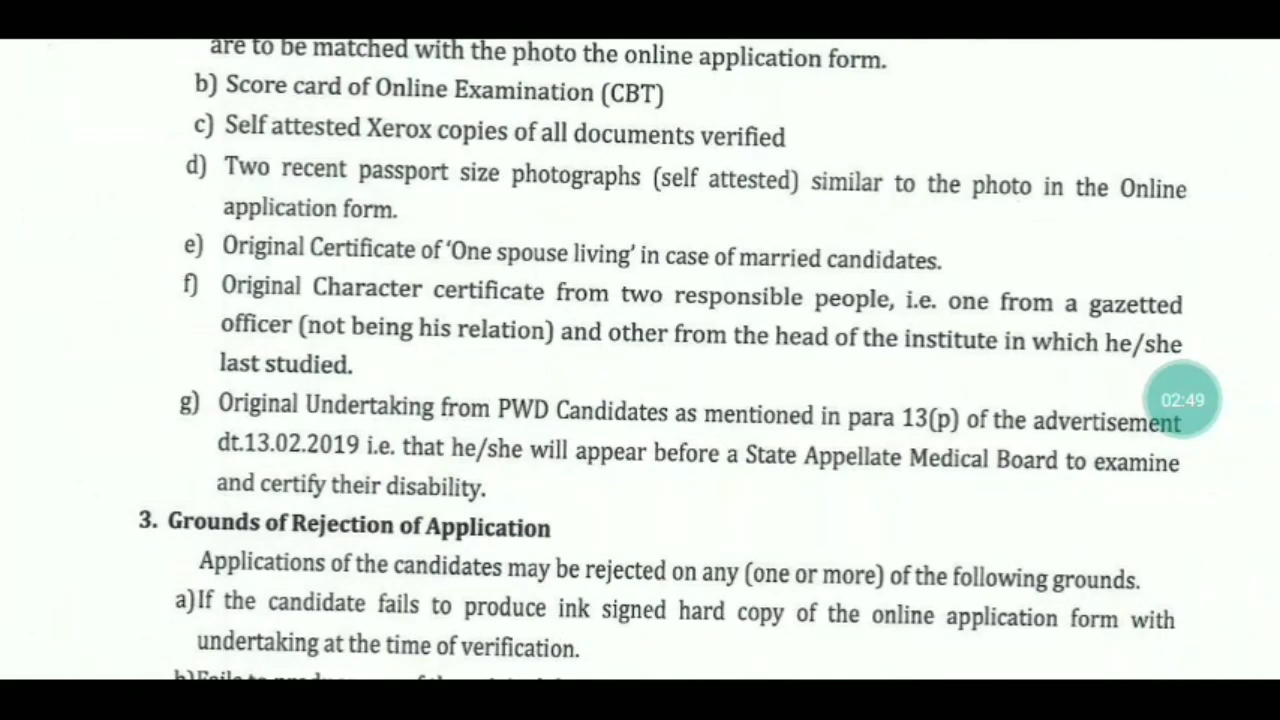 are to be matched with the photo the online application form.
b) Score card of Online Examination (CBT)
c) Self attested Xerox copies of all documents verified
d) Two recent passport size photographs (self attested) similar to the photo in the Online
application form.
e) Original Certificate of ‘One spouse living’ in case of married candidates.
f) Original Character certificate from two responsible people, i.e. one from a gazetted
officer (not being his relation) and other from the head of the institute in which he/she
last studied.
g) Original Undertaking from PWD Candidates as mentioned in para 13(p) of the advertisement
02:49
dt.13.02.2019 i.e. that he/she will appear before a State Appellate Medical Board to examine
and certify their disability.
3. Grounds of Rejection of Application
Applications of the candidates may be rejected on any (one or more) of the following grounds.
a)If the candidate fails to produce ink signed hard copy of the online application form with
undertaking at the time of verification.
b)Fails to